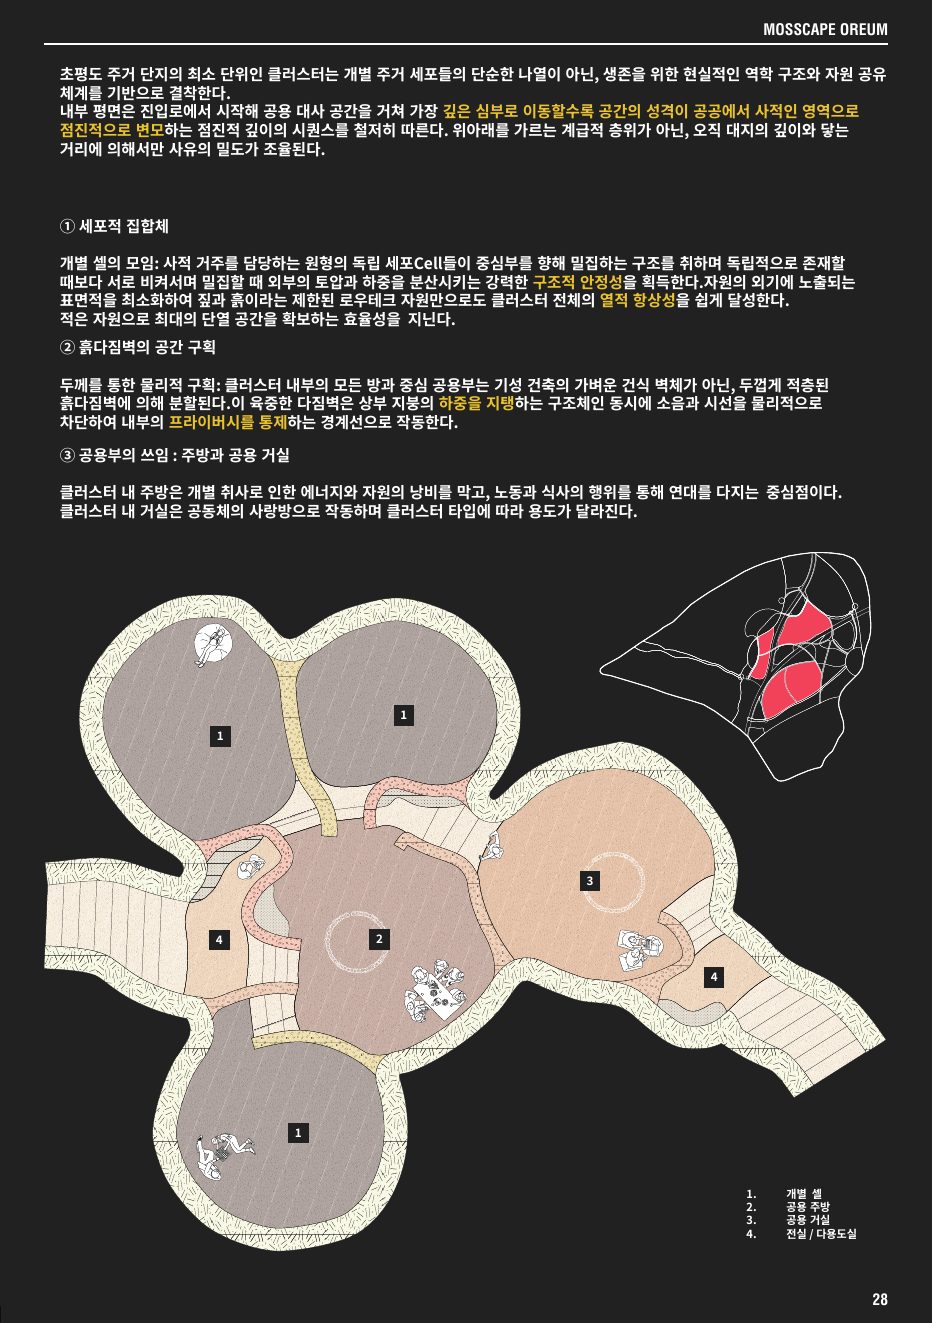 MOSSCAPE OREUM
초평도 주거 단지의 최소 단위인 클러스터는 개별 주거 세포들의 단순한 나열이 아닌, 생존을 위한 현실적인 역학 구조와 자원 공유
체계를 기반으로 결착한다.
내부 평면은 진입로에서 시작해 공용 대사 공간을 거쳐 가장 깊은 심부로 이동할수록 공간의 성격이 공공에서 사적인 영역으로
점진적으로 변모하는 점진적 깊이의 시퀀스를 철저히 따른다. 위아래를 가르는 계급적 층위가 아닌, 오직 대지의 깊이와 닿는
거리에 의해서만 사유의 밀도가 조율된다.
① 세포적 집합체
개별 셀의 모임: 사적 거주를 담당하는 원형의 독립 세포Cell들이 중심부를 향해 밀집하는 구조를 취하며 독립적으로 존재할
때보다 서로 비켜서며 밀집할 때 외부의 토압과 하중을 분산시키는 강력한 구조적 안정성을 획득한다.자원의 외기에 노출되는
표면적을 최소화하여 짚과 흙이라는 제한된 로우테크 자원만으로도 클러스터 전체의 열적 항상성을 쉽게 달성한다.
적은 자원으로 최대의 단열 공간을 확보하는 효율성을 지닌다.
② 흙다짐벽의 공간 구획
두께를 통한 물리적 구획: 클러스터 내부의 모든 방과 중심 공용부는 기성 건축의 가벼운 건식 벽체가 아닌, 두껍게 적층된
흙다짐벽에 의해 분할된다.이 육중한 다짐벽은 상부 지붕의 하중을 지탱하는 구조체인 동시에 소음과 시선을 물리적으로
차단하여 내부의 프라이버시를 통제하는 경계선으로 작동한다.
③ 공용부의 쓰임 : 주방과 공용 거실
클러스터 내 주방은 개별 취사로 인한 에너지와 자원의 낭비를 막고, 노동과 식사의 행위를 통해 연대를 다지는 중심점이다.
클러스터 내 거실은 공동체의 사랑방으로 작동하며 클러스터 타입에 따라 용도가 달라진다.
1
1
3
2
4
4
1
1. 개별 셀
2. 공용 주방
3. 공용 거실
4. 전실 / 다용도실
28